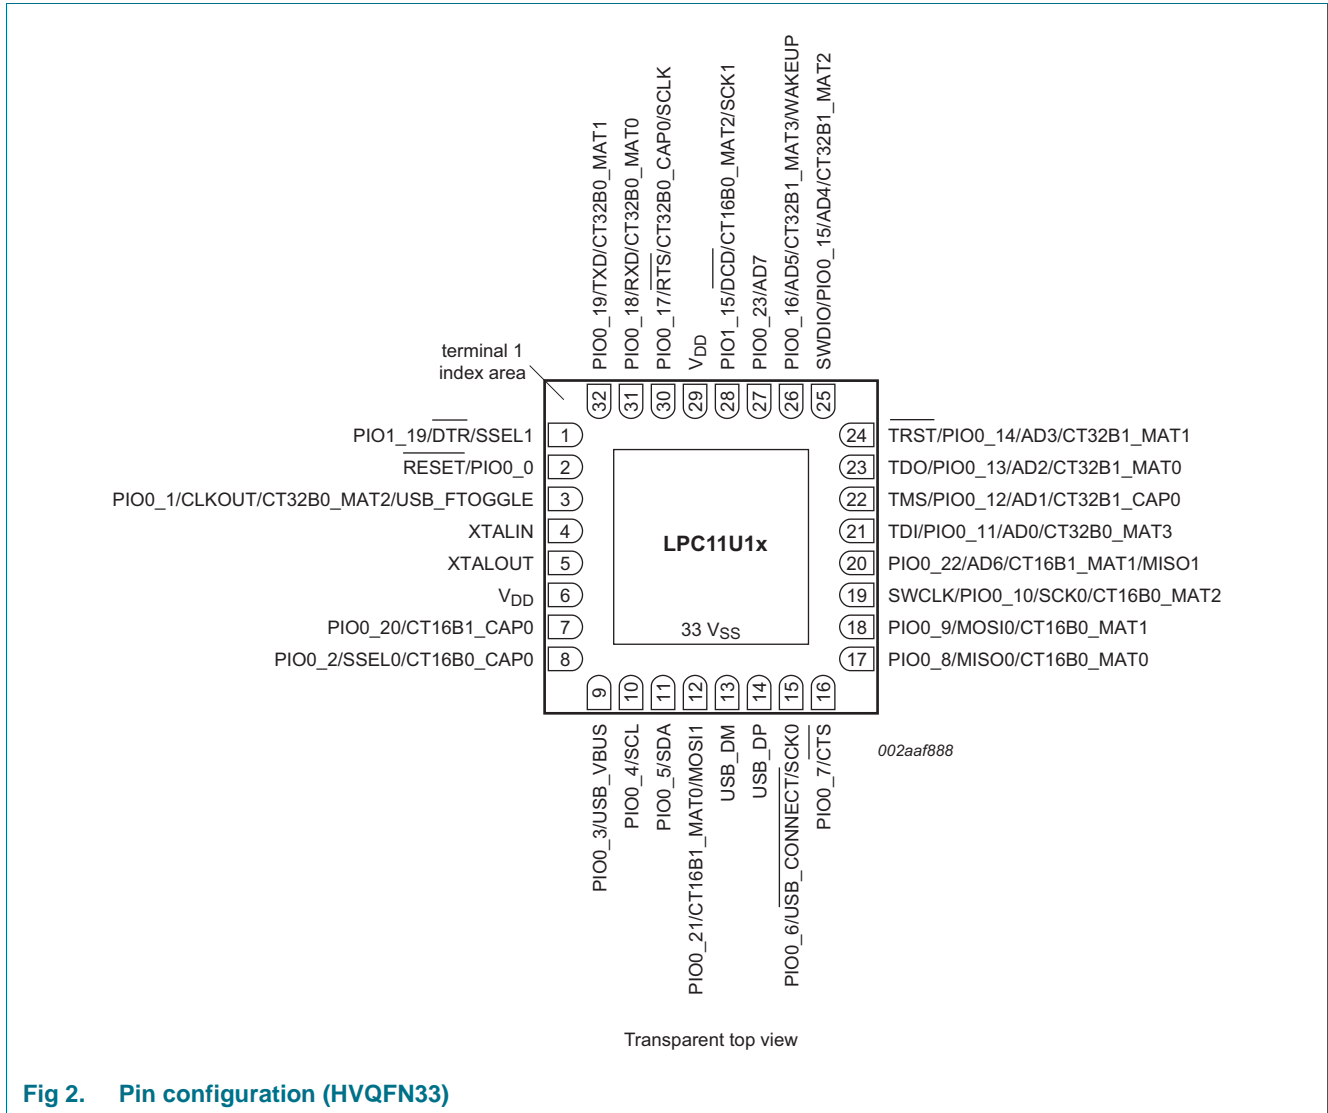 PIO0_19/TXD/CT32B0_MAT1
PIO0_18/RXD/CT32B0_MAT0
PIO0_17/RTS/CT32B0_CAP0/SCLK
VDD
PIO1_15/DCD/CT16B0_MAT2/SCK1
PIO0_23/AD7
PIO0_16/AD5/CT32B1_MAT3/WAKEUP
SWDIO/PIO0_15/AD4/CT32B1_MAT2
terminal 1
index area
32 31 30 29 28 27 26 25
PIO1_19/DTR/SSEL1 1
RESET/PIO0_0 2
PIO0_1/CLKOUT/CT32B0_MAT2/USB_FTOGGLE 3
XTALIN 4
XTALOUT 5
VDD 6
PIO0_20/CT16B1_CAP0 7
PIO0_2/SSEL0/CT16B0_CAP0 8
LPC11U1x
33 VSS
24 TRST/PIO0_14/AD3/CT32B1_MAT1
23 TDO/PIO0_13/AD2/CT32B1_MAT0
22 TMS/PIO0_12/AD1/CT32B1_CAP0
21 TDI/PIO0_11/AD0/CT32B0_MAT3
20 PIO0_22/AD6/CT16B1_MAT1/MISO1
19 SWCLK/PIO0_10/SCK0/CT16B0_MAT2
18 PIO0_9/MOSI0/CT16B0_MAT1
17 PIO0_8/MISO0/CT16B0_MAT0
9 10 11 12 13 14 15 16
PIO0_3/USB_VBUS
PIO0_4/SCL
PIO0_5/SDA
PIO0_21/CT16B1_MAT0/MOSI1
USB_DM
USB_DP
PIO0_6/USB_CONNECT/SCK0
PIO0_7/CTS
002aaf888
Transparent top view
Fig 2. Pin configuration (HVQFN33)